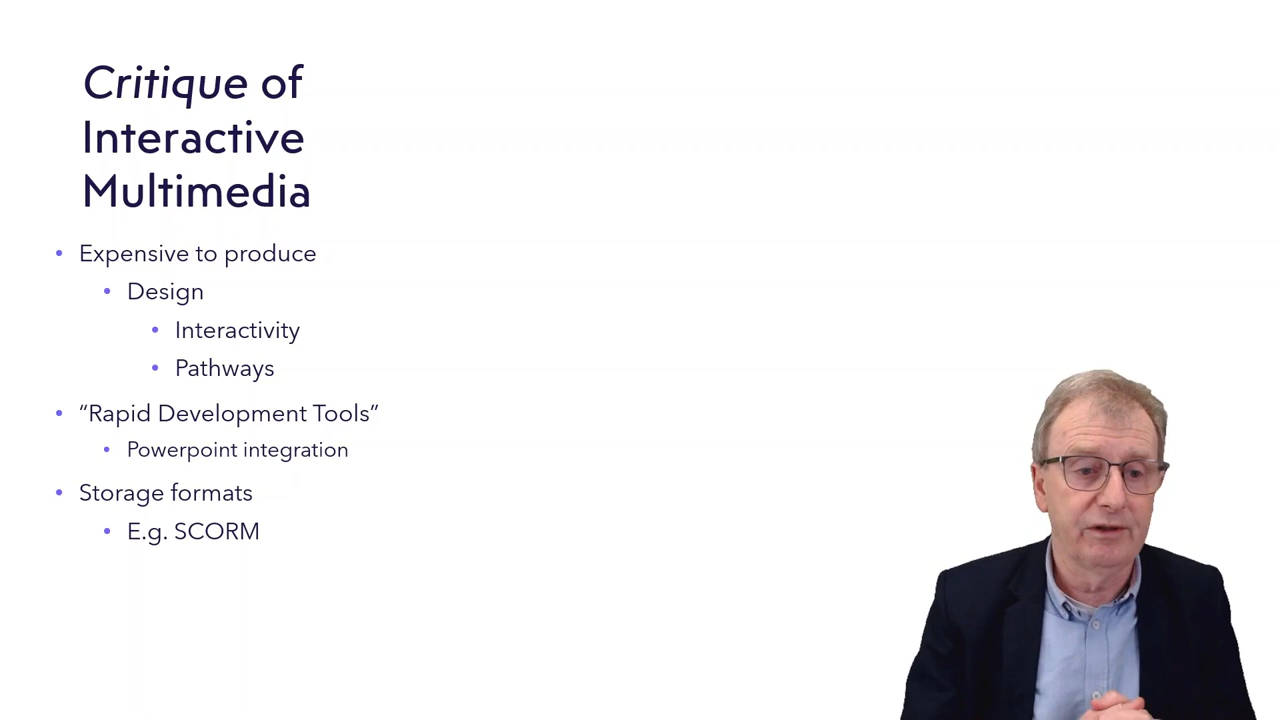 Critique of
Interactive
Multimedia
• Expensive to produce
• Design
• Interactivity
• Pathways
• “Rapid Development Tools”
• Powerpoint integration
• Storage formats
• E.g. SCORM